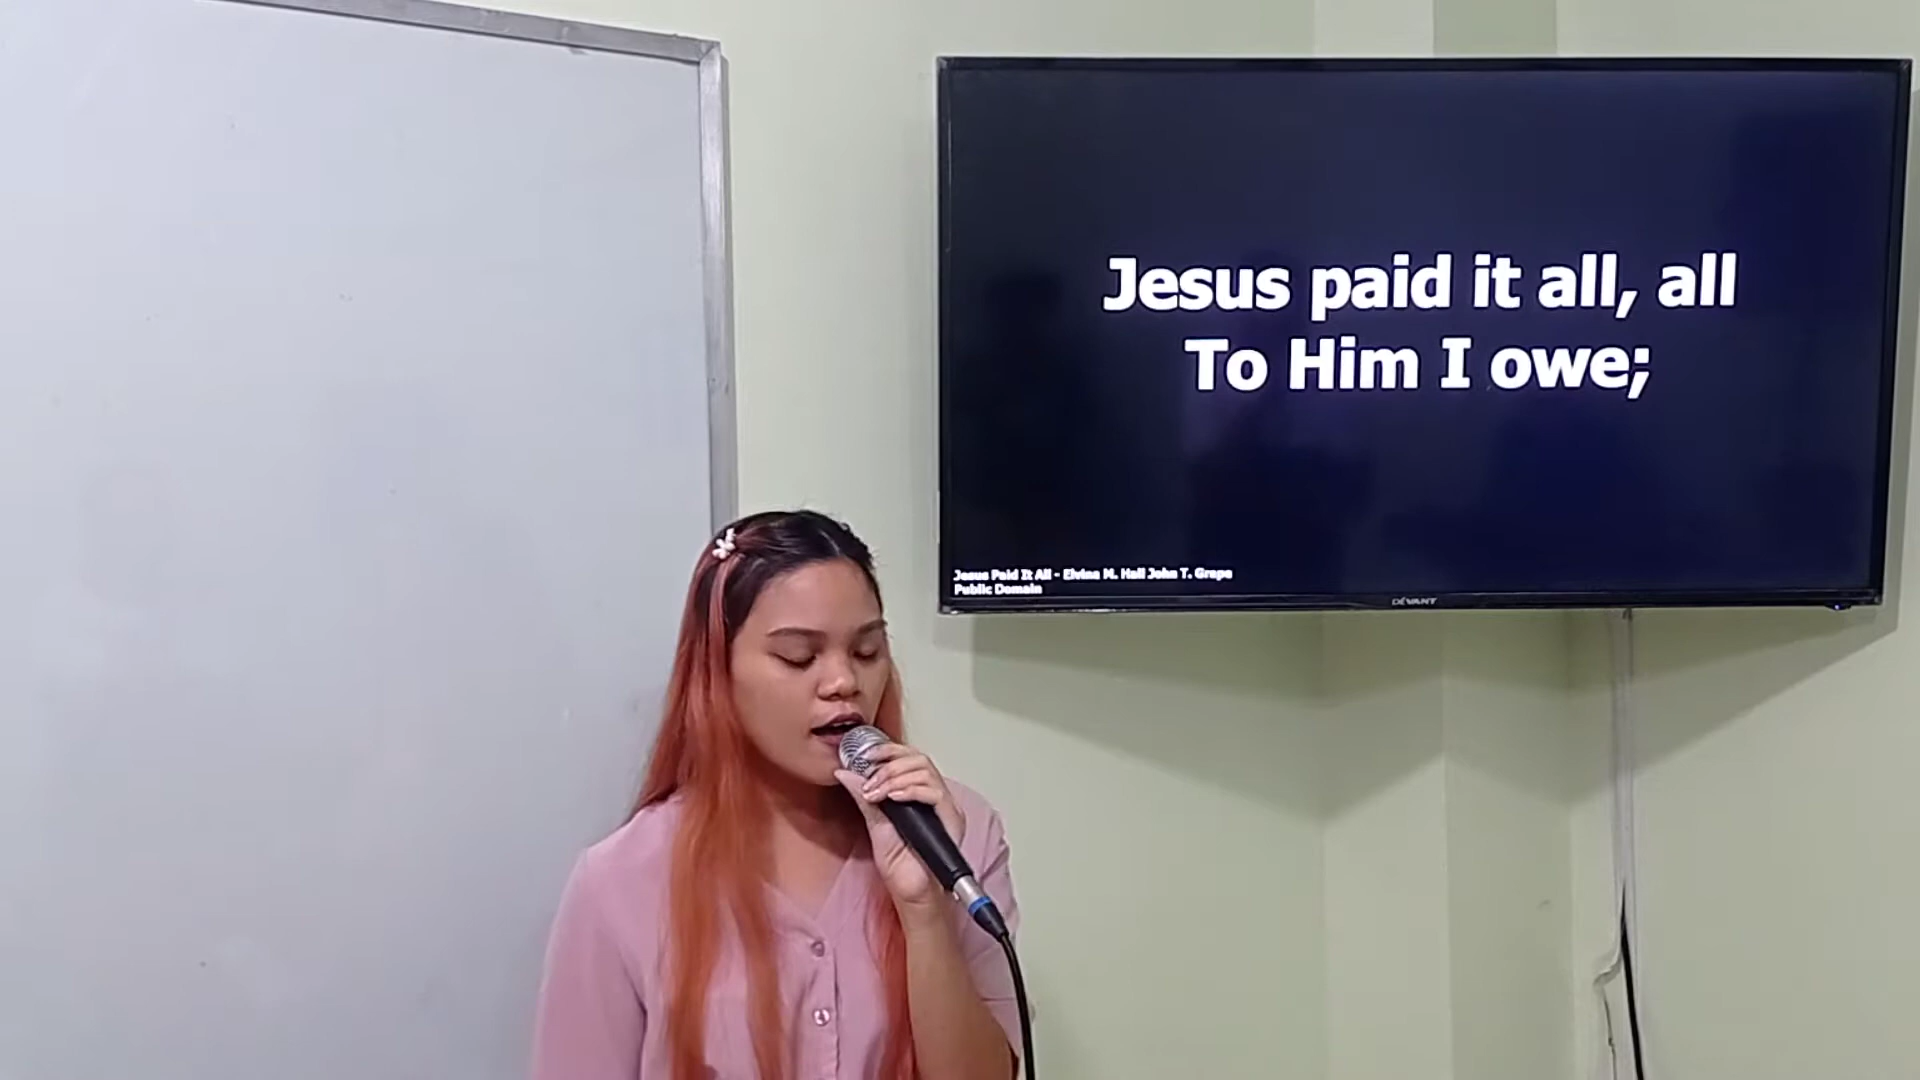 Jesus paid it all, all
To Him I owe;
Jesus Paid It All - Elvina M. Hall John T. Grape
Public Domain
DEVANT